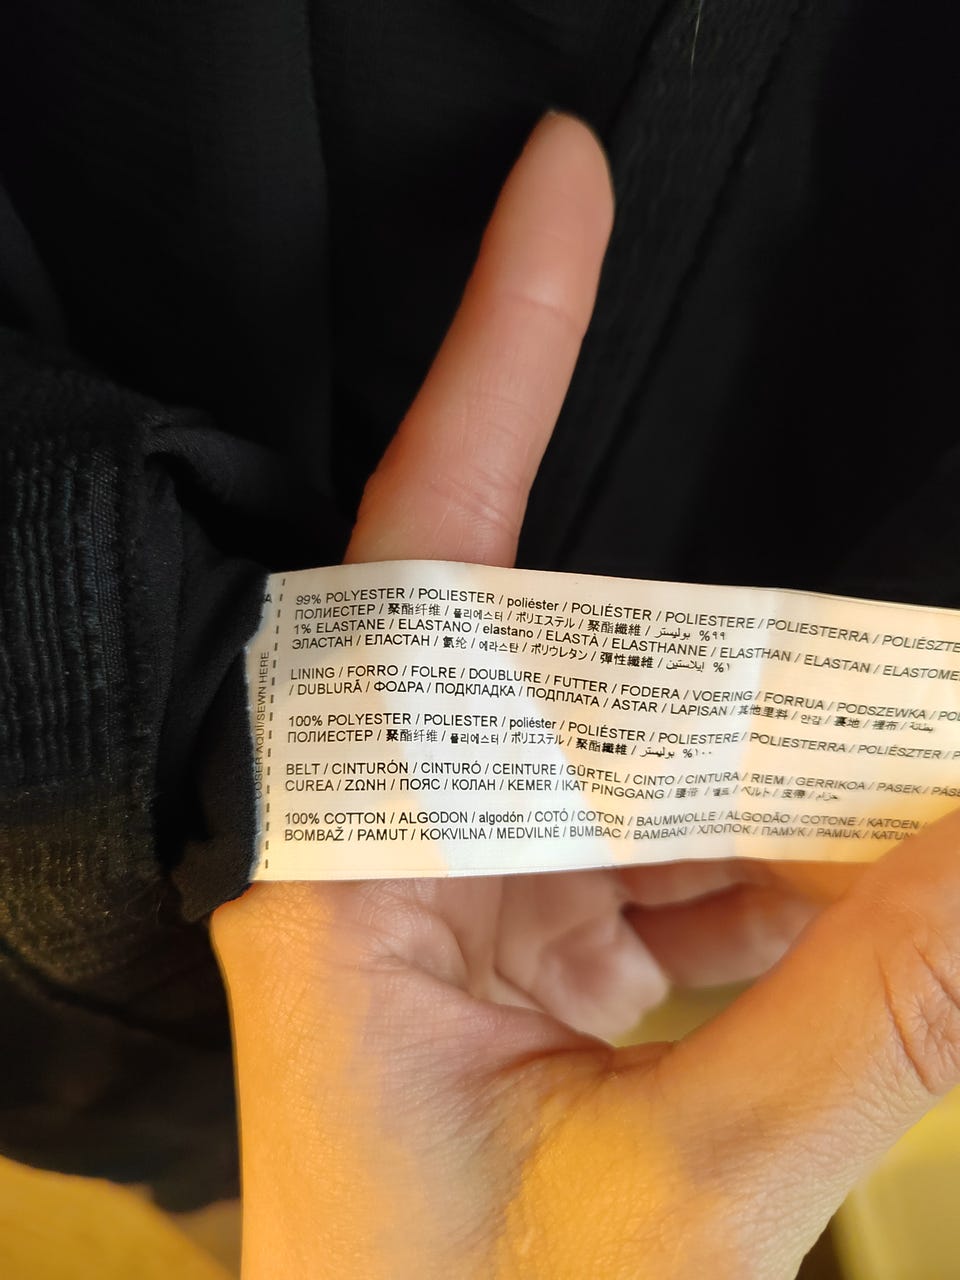 99% POLYESTER / POLIESTER / poliéster / POLIÉSTER / POLIESTERE / POLIESTERRA / POLIÉSZTE
ПОЛИЕСТЕР / 聚酯纤维 / 폴리에스터 / ポリエステル / 聚酯纖維 / بوليستر %٩٩
1% ELASTANE / ELASTANO / elastano / ELASTÀ / ELASTHANNE / ELASTHAN / ELASTAN / ELASTOME
ЭЛАСТАН / ЕЛАСТАН / 氨纶 / 에라스탄 / ポリウレタン / 彈性纖維 / إيلاستين %١
LINING / FORRO / FOLRE / DOUBLURE / FUTTER / FODERA / VOERING / FORRUA / PODSZEWKA / POD
/ DUBLURĂ / ΦΟΔΡΑ / ПОДКЛАДКА / ПОДПЛАТА / ASTAR / LAPISAN / 其他里料 / 안감 / 裏地 / 裡布 / بطانة
100% POLYESTER / POLIESTER / poliéster / POLIÉSTER / POLIESTERE / POLIESTERRA / POLIÉSZTER / P
ПОЛИЕСТЕР / 聚酯纤维 / 폴리에스터 / ポリエステル / 聚酯纖維 / بوليستر %١٠٠
BELT / CINTURÓN / CINTURÓ / CEINTURE / GÜRTEL / CINTO / CINTURA / RIEM / GERRIKOA / PASEK / PÁS
CUREA / ΖΩΝΗ / ПОЯС / КОЛАН / KEMER / IKAT PINGGANG / 腰带 / 벨트 / ベルト / 皮帶 / حزام
100% COTTON / ALGODON / algodón / COTÓ / COTON / BAUMWOLLE / ALGODÃO / COTONE / KATOEN
BOMBAŽ / PAMUT / KOKVILNA / MEDVILNĖ / BUMBAC / ΒΑΜΒΑΚΙ / ХЛОПОК / ПАМУК / PAMUK / KATUN
COSER AQUÍ/SEWN HERE